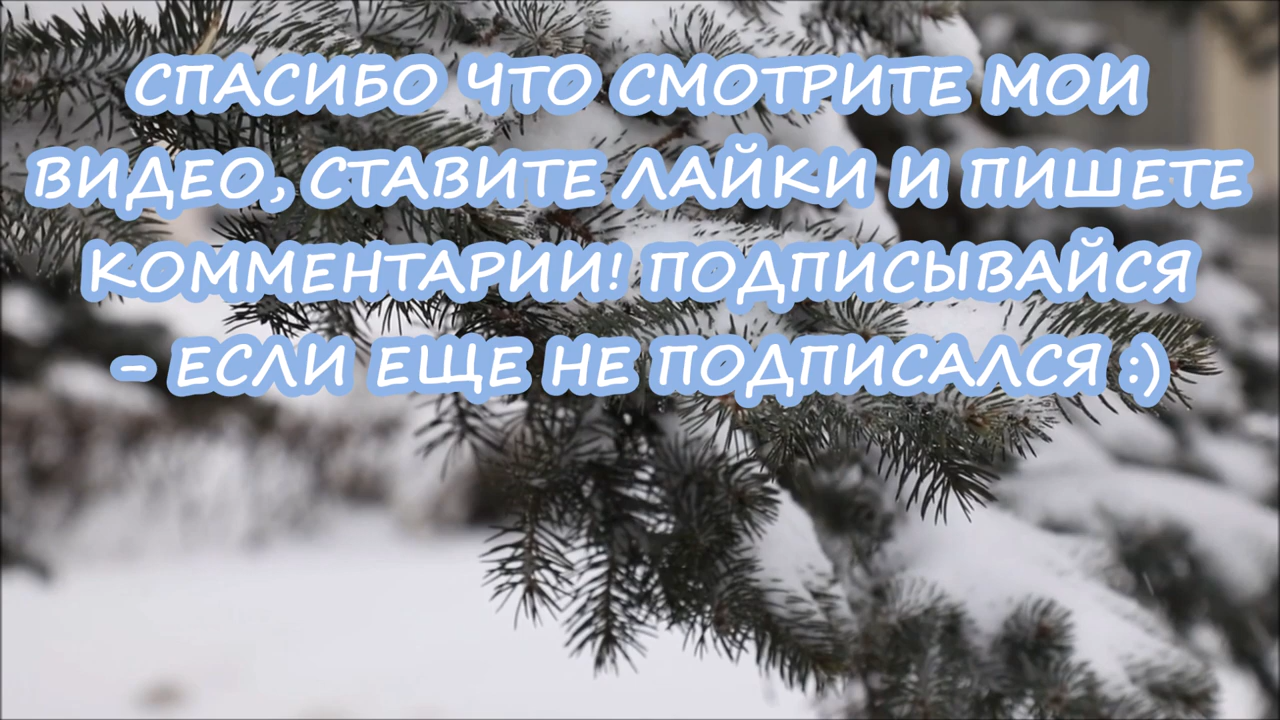 СПАСИБО ЧТО СМОТРИТЕ МОИ
ВИДЕО, СТАВИТЕ ЛАЙКИ И ПИШЕТЕ
КОММЕНТАРИИ! ПОДПИСЫВАЙСЯ
- ЕСЛИ ЕЩЕ НЕ ПОДПИСАЛСЯ :)